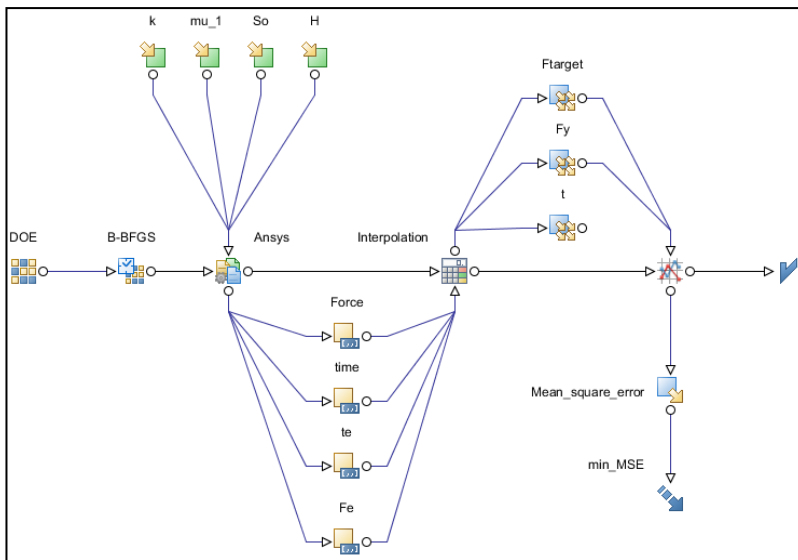 k mu_1 So H
Ftarget
Fy
t
DOE B-BFGS Ansys Interpolation
Force
time
te
Fe
Mean_square_error
min_MSE